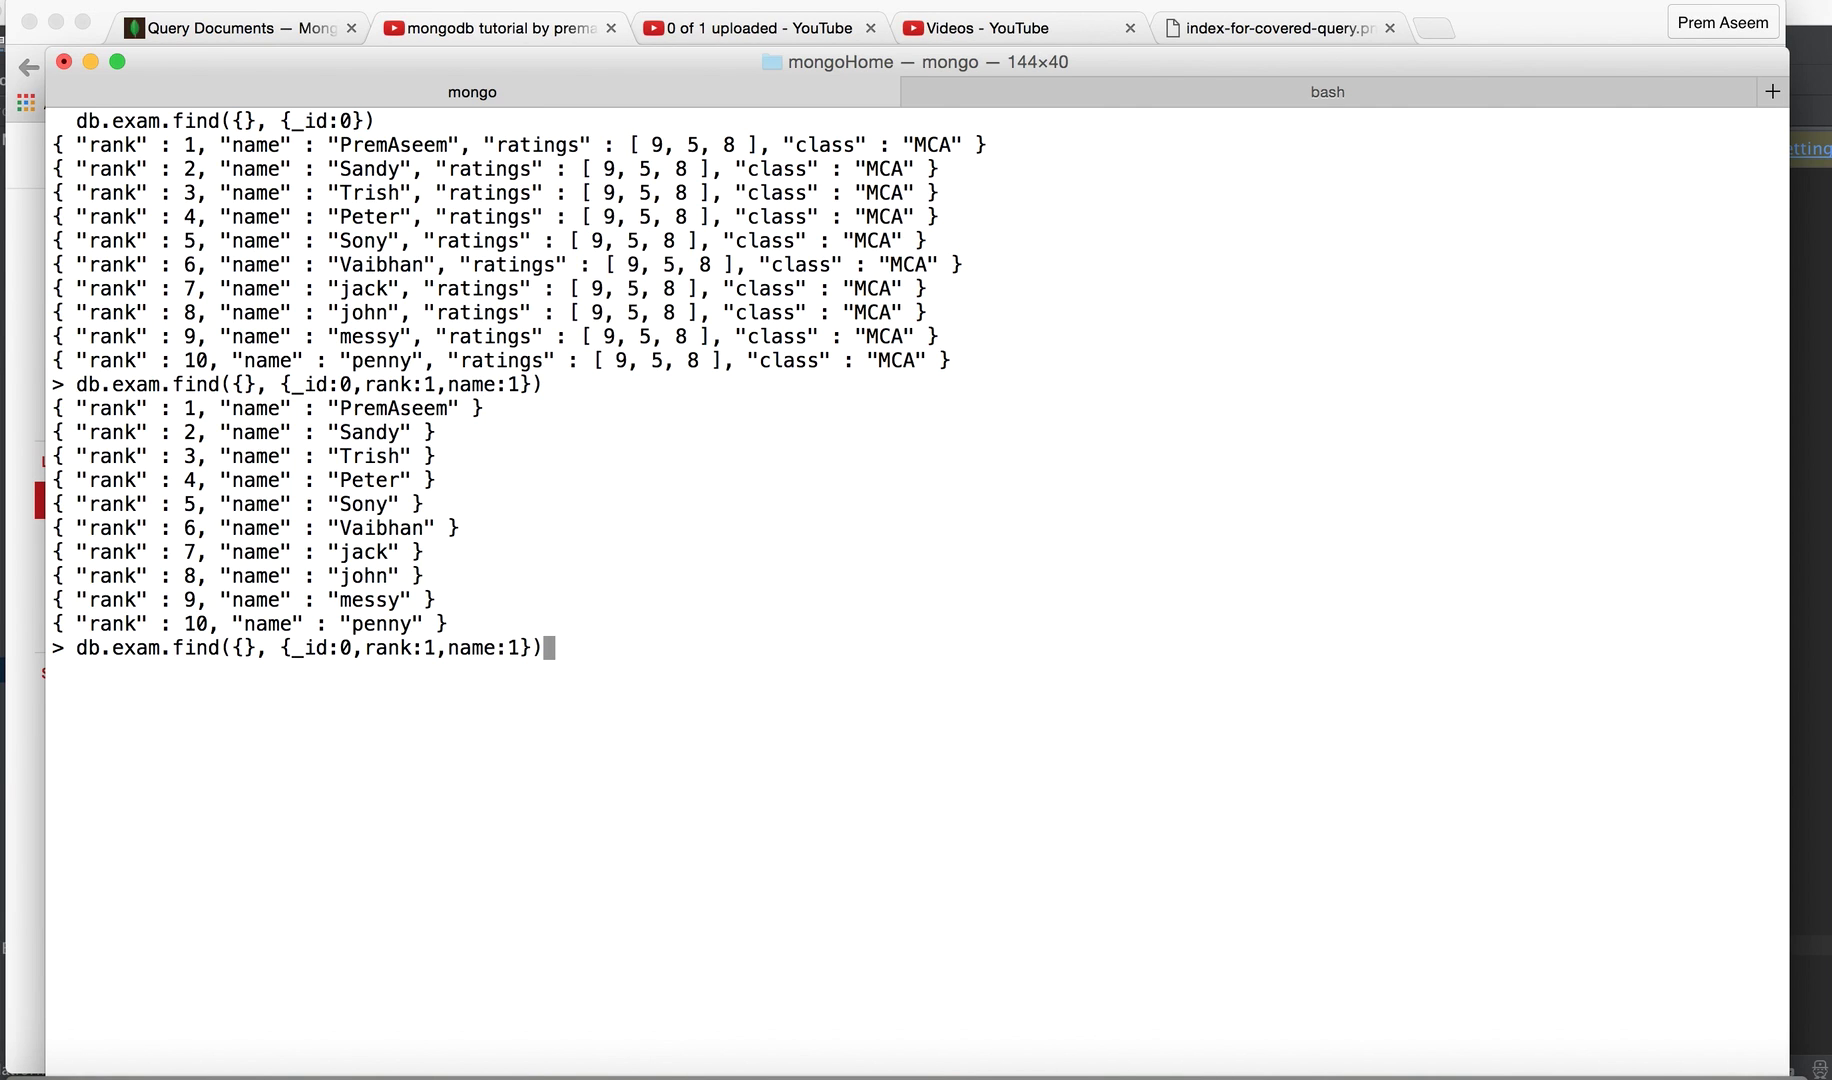 Query Documents — Mong
mongodb tutorial by prema
0 of 1 uploaded - YouTube
Videos - YouTube
index-for-covered-query.pn
Prem Aseem
mongoHome — mongo — 144×40
mongo
bash
db.exam.find({}, {_id:0})
{ "rank" : 1, "name" : "PremAseem", "ratings" : [ 9, 5, 8 ], "class" : "MCA" }
{ "rank" : 2, "name" : "Sandy", "ratings" : [ 9, 5, 8 ], "class" : "MCA" }
{ "rank" : 3, "name" : "Trish", "ratings" : [ 9, 5, 8 ], "class" : "MCA" }
{ "rank" : 4, "name" : "Peter", "ratings" : [ 9, 5, 8 ], "class" : "MCA" }
{ "rank" : 5, "name" : "Sony", "ratings" : [ 9, 5, 8 ], "class" : "MCA" }
{ "rank" : 6, "name" : "Vaibhan", "ratings" : [ 9, 5, 8 ], "class" : "MCA" }
{ "rank" : 7, "name" : "jack", "ratings" : [ 9, 5, 8 ], "class" : "MCA" }
{ "rank" : 8, "name" : "john", "ratings" : [ 9, 5, 8 ], "class" : "MCA" }
{ "rank" : 9, "name" : "messy", "ratings" : [ 9, 5, 8 ], "class" : "MCA" }
{ "rank" : 10, "name" : "penny", "ratings" : [ 9, 5, 8 ], "class" : "MCA" }
> db.exam.find({}, {_id:0,rank:1,name:1})
{ "rank" : 1, "name" : "PremAseem" }
{ "rank" : 2, "name" : "Sandy" }
{ "rank" : 3, "name" : "Trish" }
{ "rank" : 4, "name" : "Peter" }
{ "rank" : 5, "name" : "Sony" }
{ "rank" : 6, "name" : "Vaibhan" }
{ "rank" : 7, "name" : "jack" }
{ "rank" : 8, "name" : "john" }
{ "rank" : 9, "name" : "messy" }
{ "rank" : 10, "name" : "penny" }
> db.exam.find({}, {_id:0,rank:1,name:1})